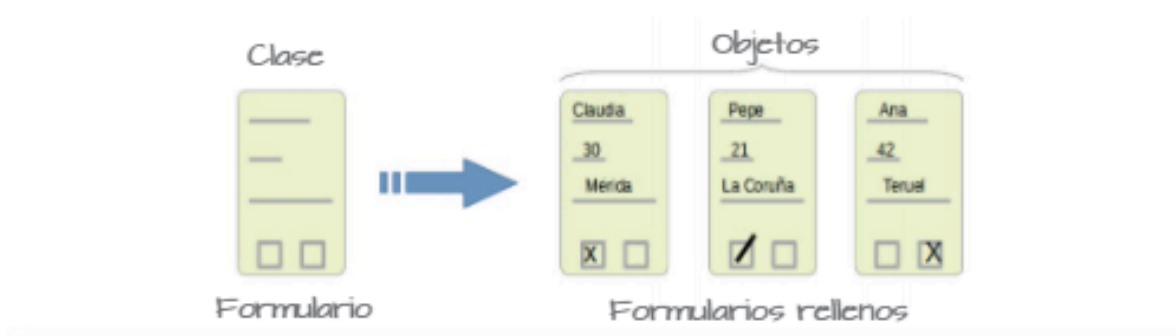 Clase
Objetos
Claudia
30
Mérida
X
Pepe
21
La Coruña
Ana
42
Teruel
X
Formulario
Formularios rellenos